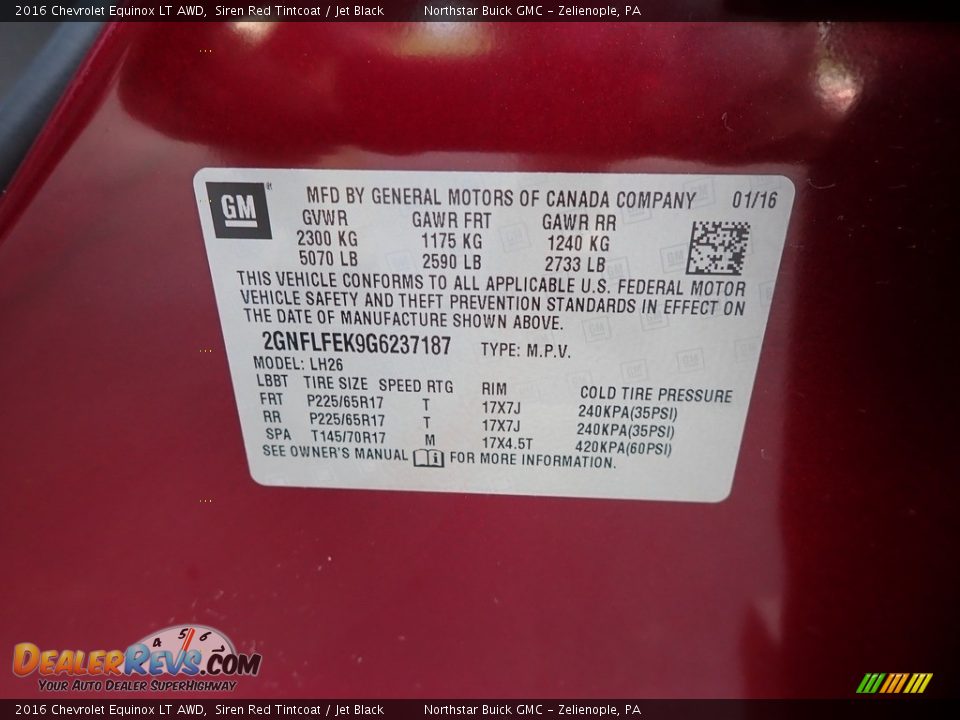 2016 Chevrolet Equinox LT AWD, Siren Red Tintcoat / Jet Black Northstar Buick GMC – Zelienople, PA
GM MFD BY GENERAL MOTORS OF CANADA COMPANY 01/16
GVWR GAWR FRT GAWR RR
2300 KG 1175 KG 1240 KG
5070 LB 2590 LB 2733 LB
THIS VEHICLE CONFORMS TO ALL APPLICABLE U.S. FEDERAL MOTOR
VEHICLE SAFETY AND THEFT PREVENTION STANDARDS IN EFFECT ON
THE DATE OF MANUFACTURE SHOWN ABOVE.
2GNFLFEK9G6237187 TYPE: M.P.V.
MODEL: LH26
LBBT TIRE SIZE SPEED RTG RIM COLD TIRE PRESSURE
FRT P225/65R17 T 17X7J 240KPA(35PSI)
RR P225/65R17 T 17X7J 240KPA(35PSI)
SPA T145/70R17 M 17X4.5T 420KPA(60PSI)
SEE OWNER'S MANUAL FOR MORE INFORMATION.
4 5 6
DEALERREVS.COM
YOUR AUTO DEALER SUPERHIGHWAY
2016 Chevrolet Equinox LT AWD, Siren Red Tintcoat / Jet Black Northstar Buick GMC – Zelienople, PA